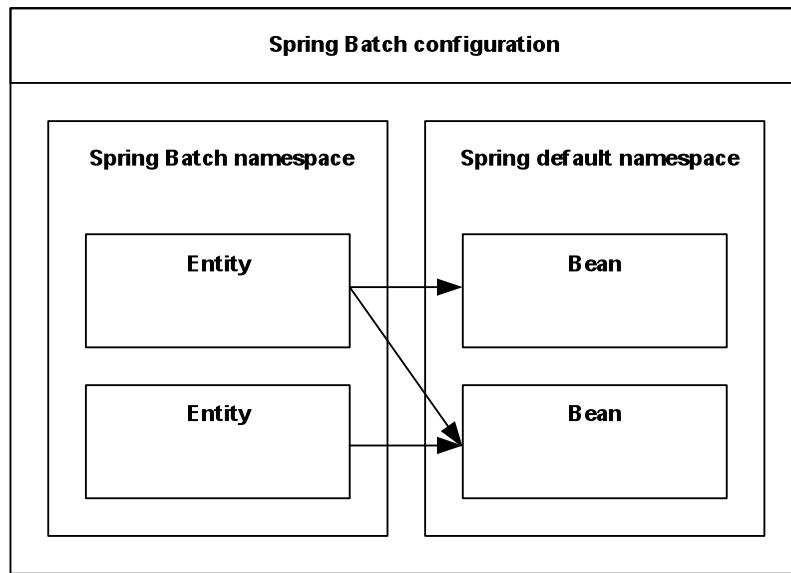 Spring Batch configuration
Spring Batch namespace
Spring default namespace
Entity
Bean
Entity
Bean